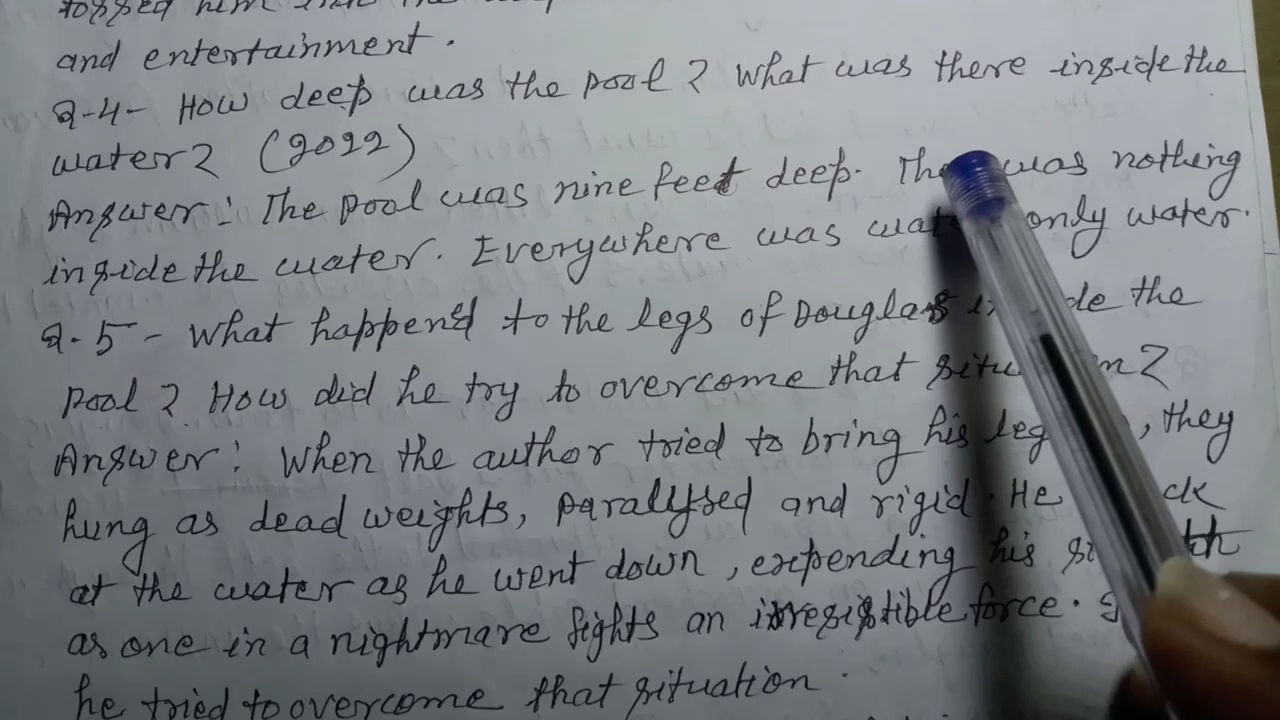 tossed him into the
and entertainment.
Q-4- How deep was the pool? What was there inside the
water? (2022)
Answer: The pool was nine feet deep. was nothing
inside the water. Everywhere was only water.
Q.5- What happened to the legs of Douglas the
pool? How did he try to overcome that
Answer: When the author tried to bring his , they
hung as dead weights, paralysed and rigid. He
at the water as he went down, expending his
as one in a nightmare fights an irresistible force.
he tried to overcome that situation.